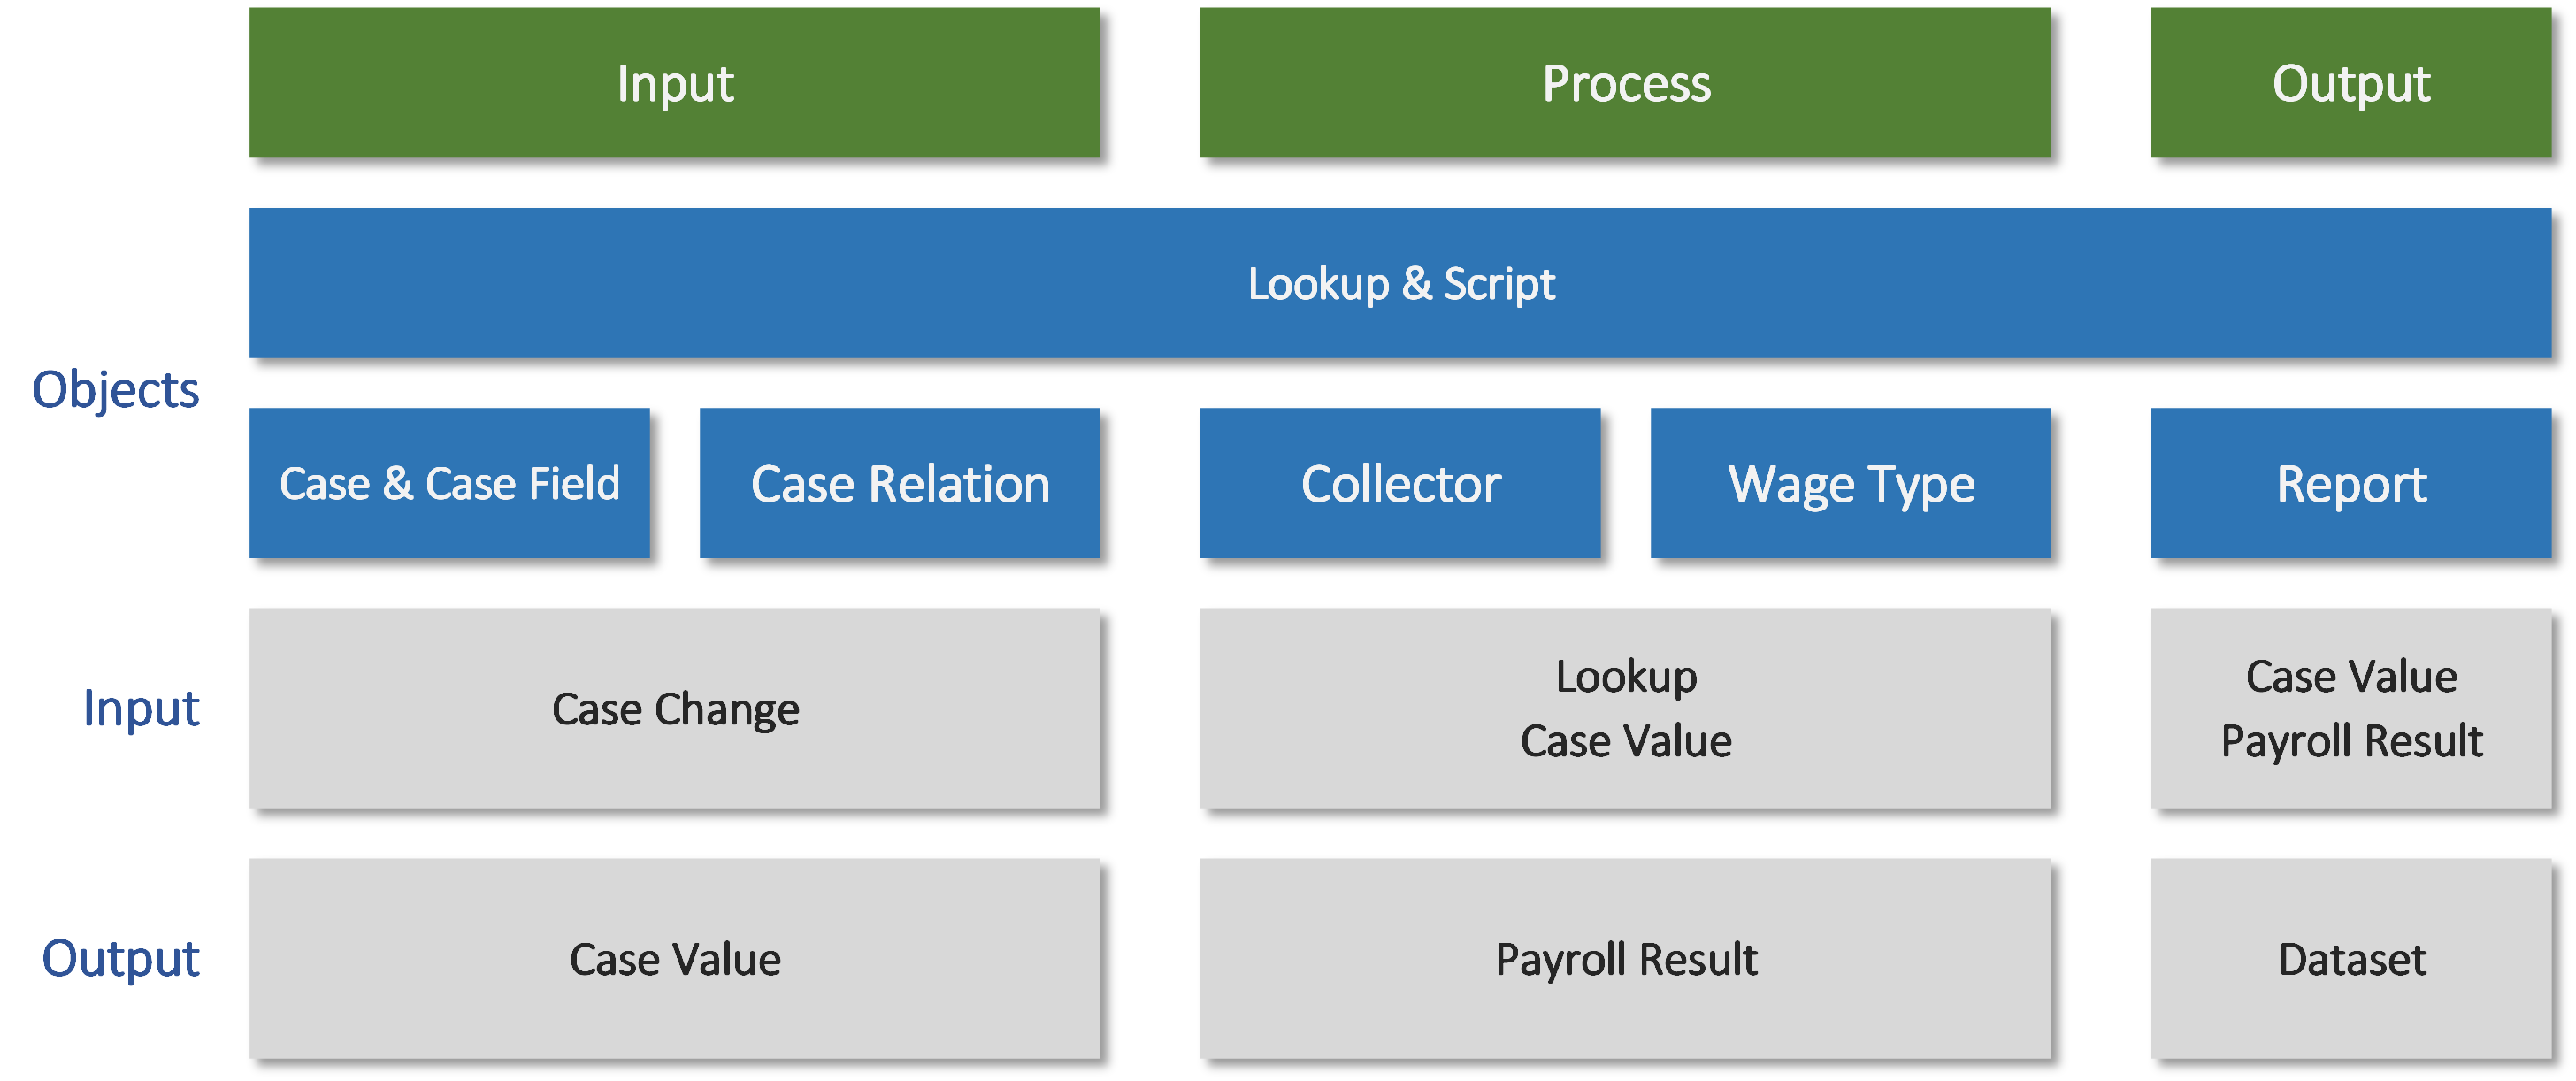 Input
Process
Output
Lookup & Script
Objects
Case & Case Field
Case Relation
Collector
Wage Type
Report
Input
Case Change
Lookup
Case Value
Case Value
Payroll Result
Output
Case Value
Payroll Result
Dataset